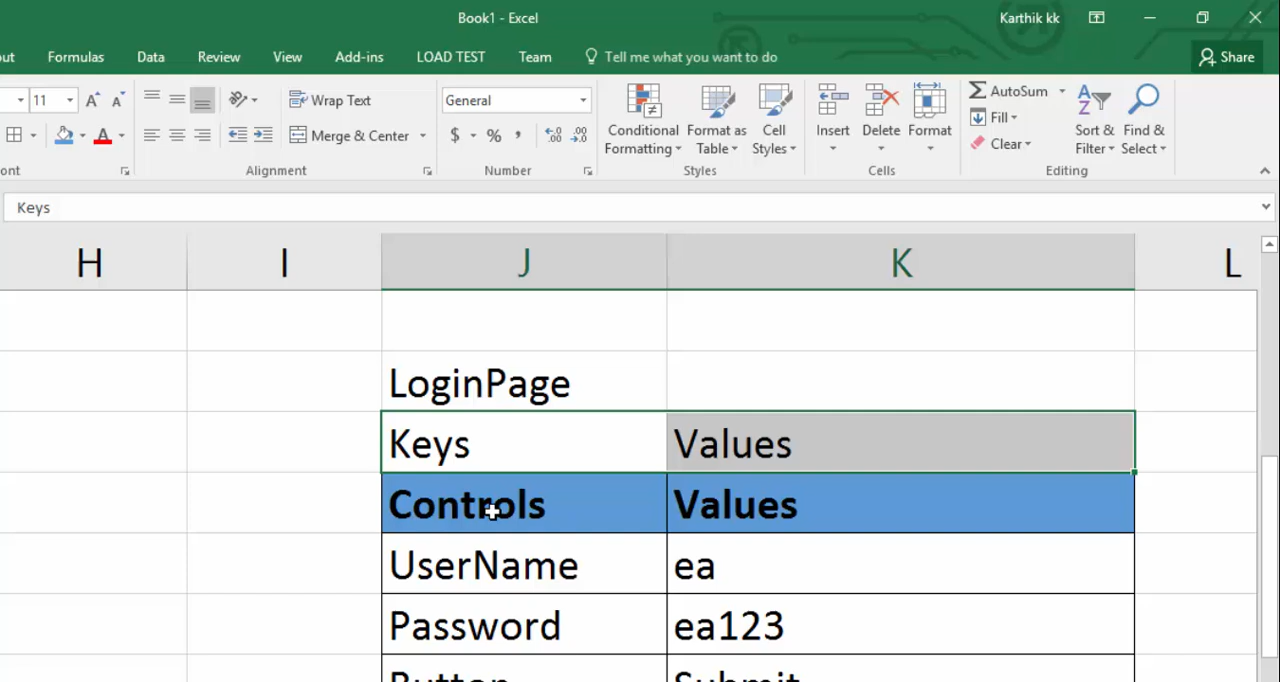 Book1 - Excel
Karthik kk
out Formulas Data Review View Add-ins LOAD TEST Team Tell me what you want to do Share
11 A A Wrap Text General AutoSum
Merge & Center $ % , Conditional Formatting Format as Table Cell Styles Insert Delete Format Fill Clear Sort & Filter Find & Select
ont Alignment Number Styles Cells Editing
Keys
H I J K L
LoginPage
Keys Values
Controls Values
UserName ea
Password ea123
Button Submit